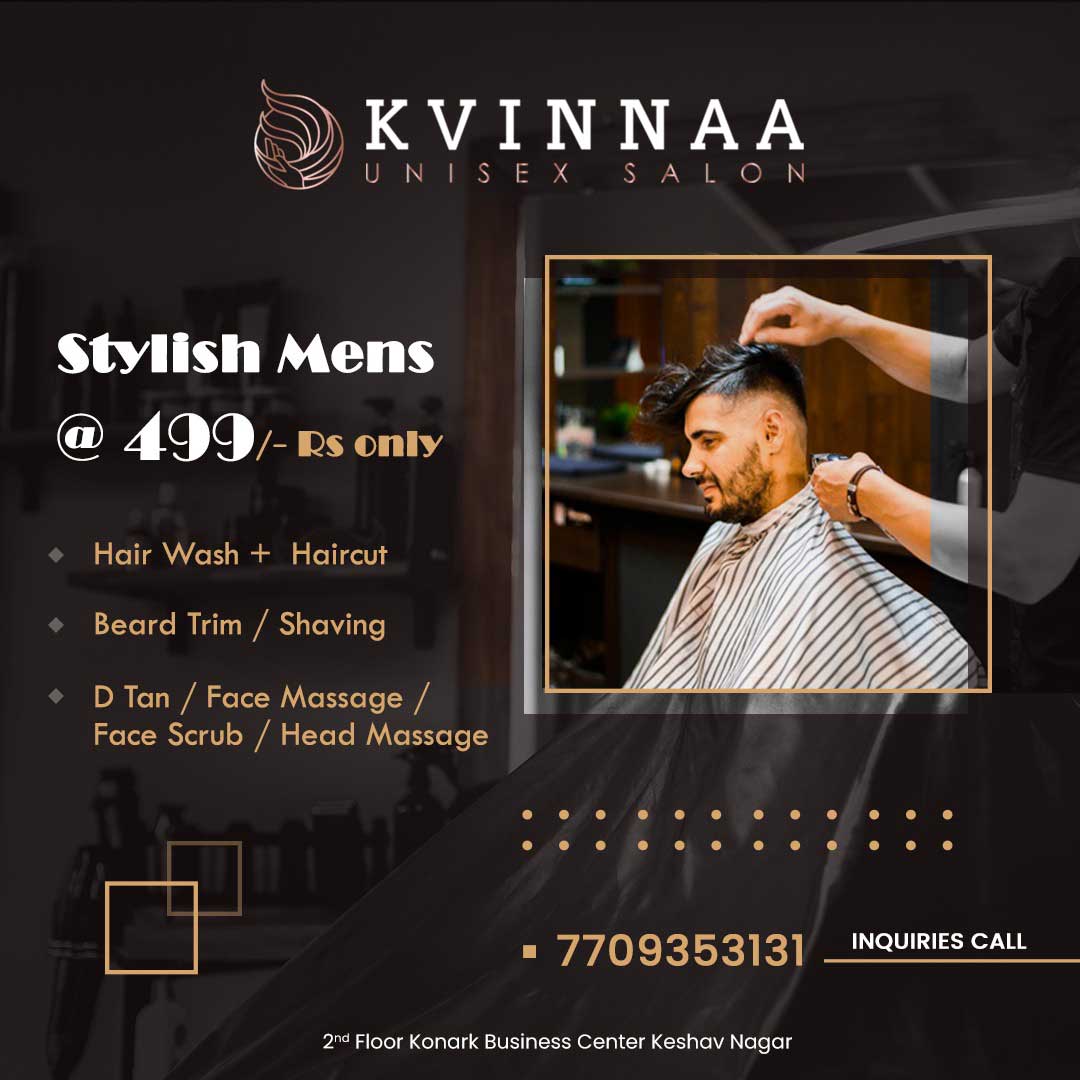 KVINNAA
UNISEX SALON
Stylish Mens
@ 499/- Rs only
Hair Wash + Haircut
Beard Trim / Shaving
D Tan / Face Massage /
Face Scrub / Head Massage
7709353131
INQUIRIES CALL
2nd Floor Konark Business Center Keshav Nagar